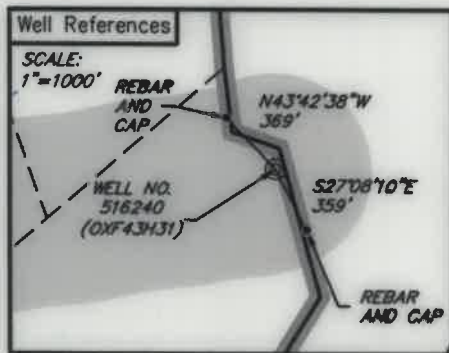 Well References
SCALE:
1"=1000'
REBAR
AND
CAP
N43°42'38"W
369'
WELL NO.
516240
(OXF43H31)
S27°08'10"E
359'
REBAR
AND CAP